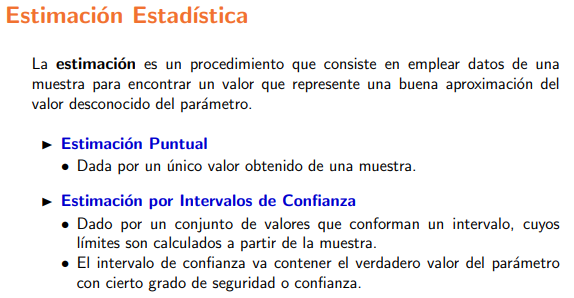 Estimación Estadística
La estimación es un procedimiento que consiste en emplear datos de una
muestra para encontrar un valor que represente una buena aproximación del
valor desconocido del parámetro.
► Estimación Puntual
• Dada por un único valor obtenido de una muestra.
► Estimación por Intervalos de Confianza
• Dado por un conjunto de valores que conforman un intervalo, cuyos
límites son calculados a partir de la muestra.
• El intervalo de confianza va contener el verdadero valor del parámetro
con cierto grado de seguridad o confianza.